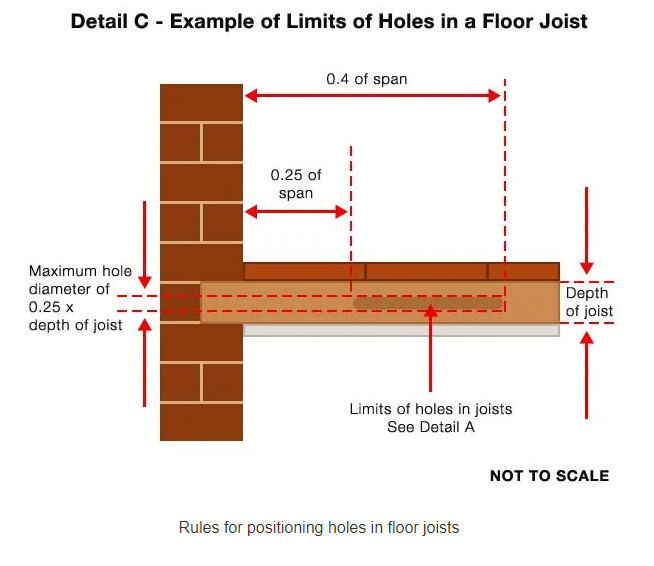 Detail C - Example of Limits of Holes in a Floor Joist
0.4 of span
0.25 of
span
Maximum hole
diameter of
0.25 x
depth of joist
Depth
of joist
Limits of holes in joists
See Detail A
NOT TO SCALE
Rules for positioning holes in floor joists